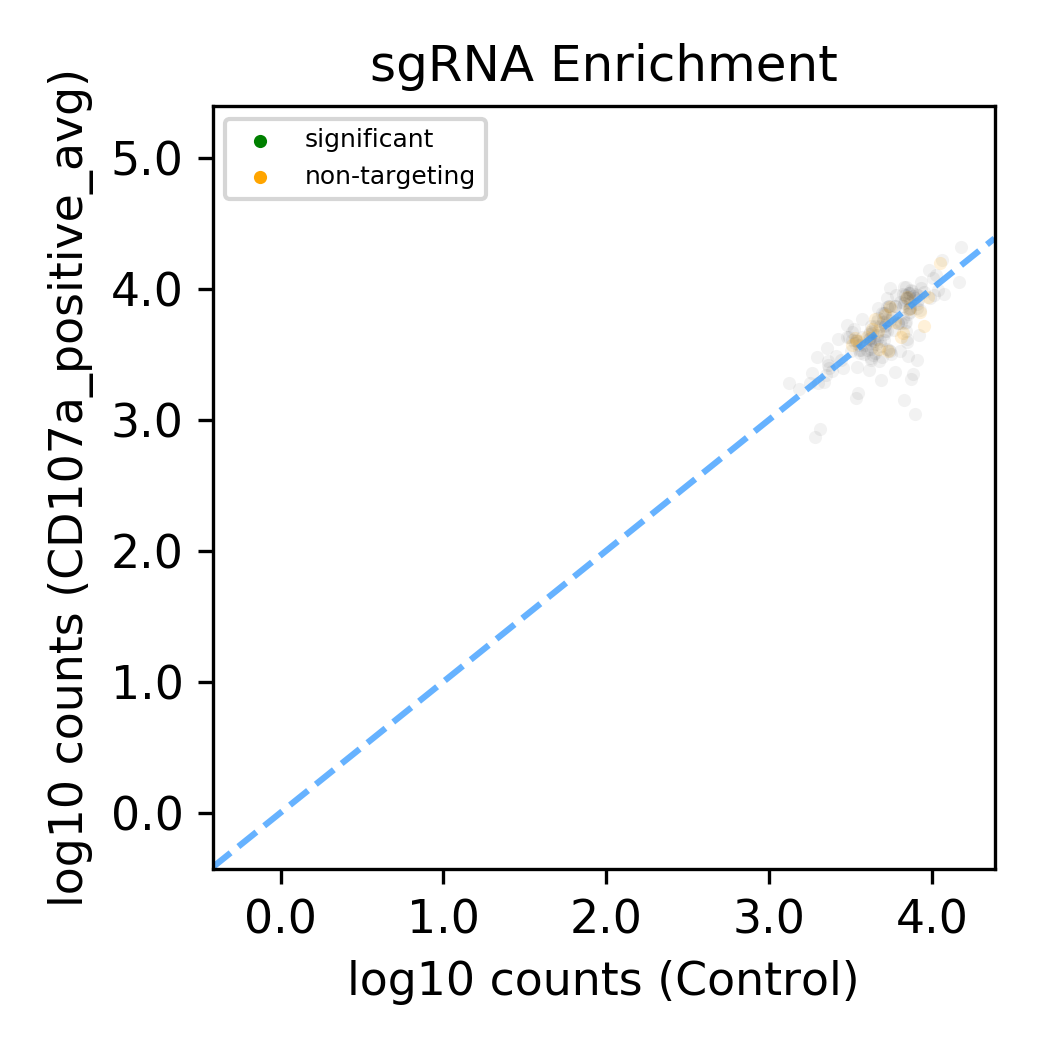 sgRNA Enrichment
significant
non-targeting
log10 counts (CD107a_positive_avg)
5.0
4.0
3.0
2.0
1.0
0.0
0.0 1.0 2.0 3.0 4.0
log10 counts (Control)